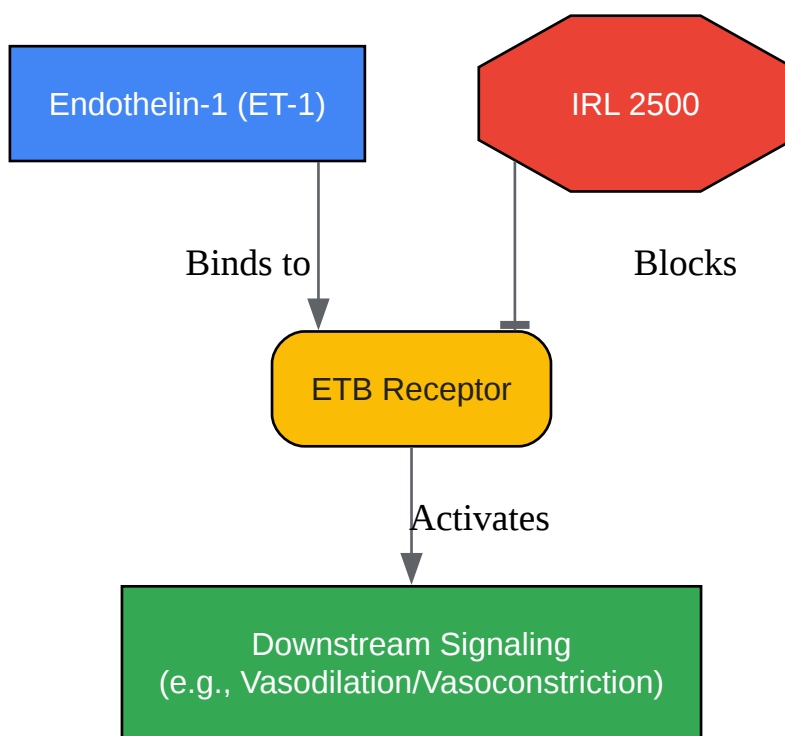 Endothelin-1 (ET-1)
IRL 2500
Binds to
Blocks
ETB Receptor
Activates
Downstream Signaling
(e.g., Vasodilation/Vasoconstriction)